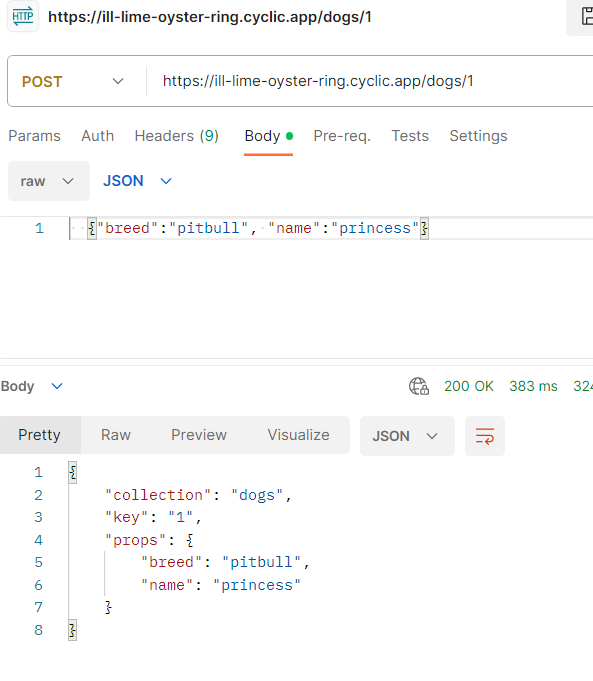 HTTP https://ill-lime-oyster-ring.cyclic.app/dogs/1
POST https://ill-lime-oyster-ring.cyclic.app/dogs/1
Params Auth Headers (9) Body Pre-req. Tests Settings
raw JSON
1 {"breed":"pitbull", "name":"princess"}
Body 200 OK 383 ms 324
Pretty Raw Preview Visualize JSON
1 {
2 "collection": "dogs",
3 "key": "1",
4 "props": {
5 "breed": "pitbull",
6 "name": "princess"
7 }
8 }